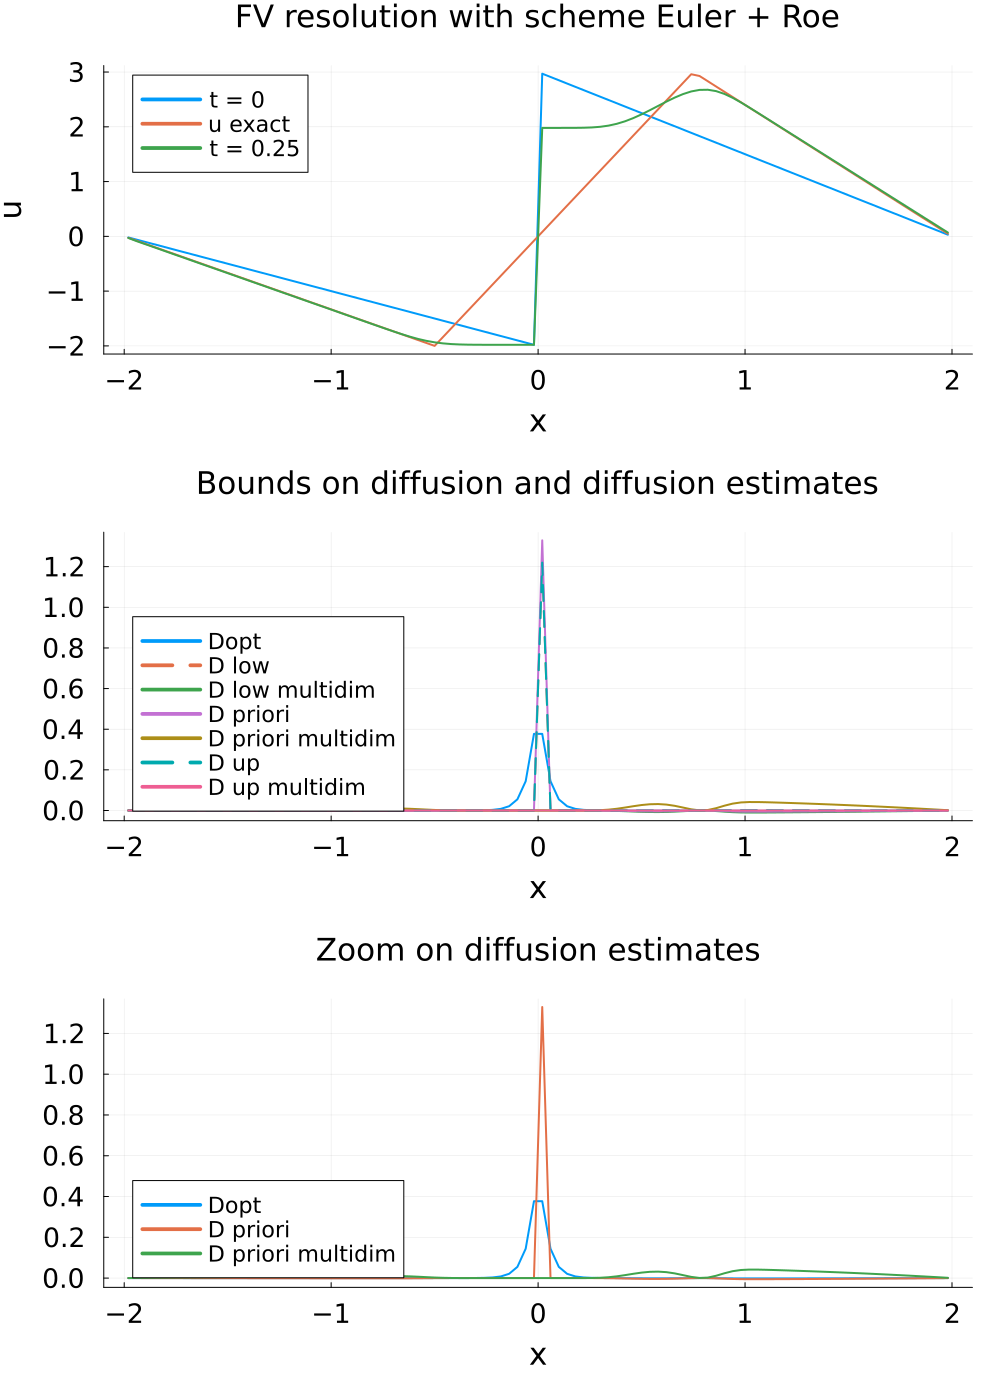 FV resolution with scheme Euler + Roe
3
2
1
0
−1
−2
u
t = 0
u exact
t = 0.25
−2 −1 0 1 2
x
Bounds on diffusion and diffusion estimates
1.2
1.0
0.8
0.6
0.4
0.2
0.0
Dopt
D low
D low multidim
D priori
D priori multidim
D up
D up multidim
−2 −1 0 1 2
x
Zoom on diffusion estimates
1.2
1.0
0.8
0.6
0.4
0.2
0.0
Dopt
D priori
D priori multidim
−2 −1 0 1 2
x